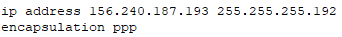 ip address 156.240.187.193 255.255.255.192
encapsulation ppp